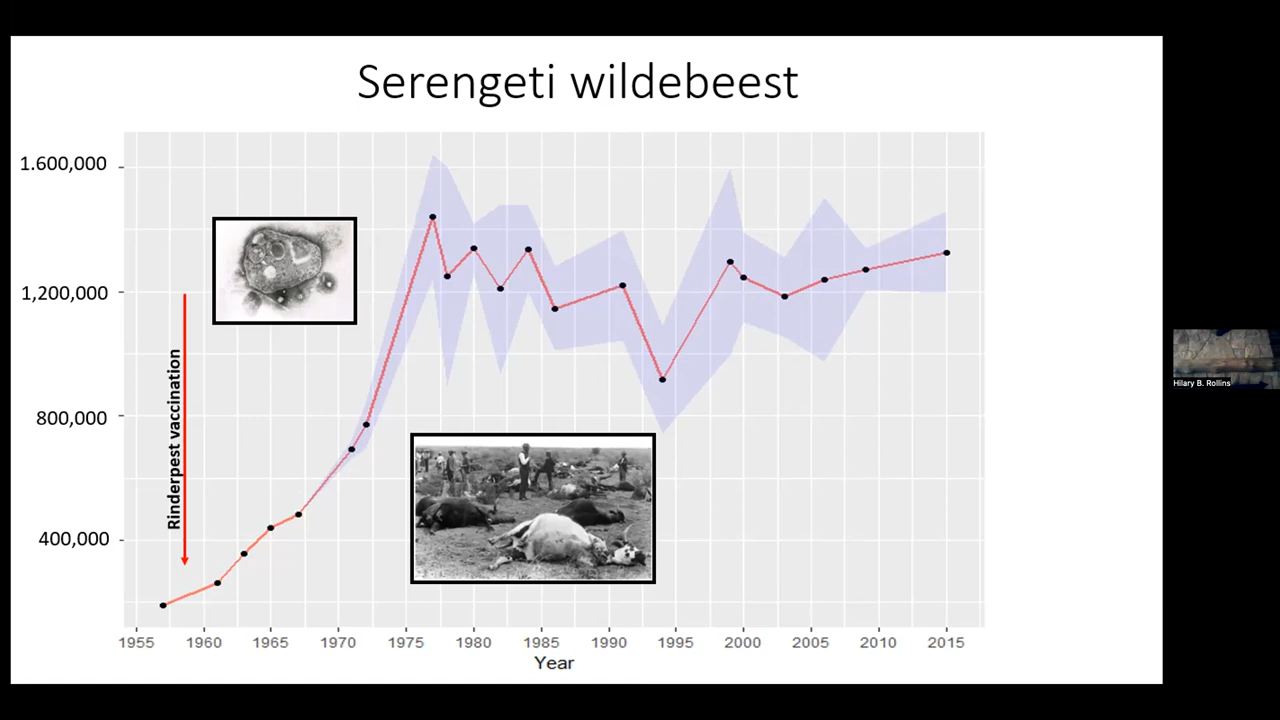 Serengeti wildebeest
1.600,000
1,200,000
800,000
400,000
Rinderpest vaccination
1955 1960 1965 1970 1975 1980 1985 1990 1995 2000 2005 2010 2015
Year
Hilary B. Rollins